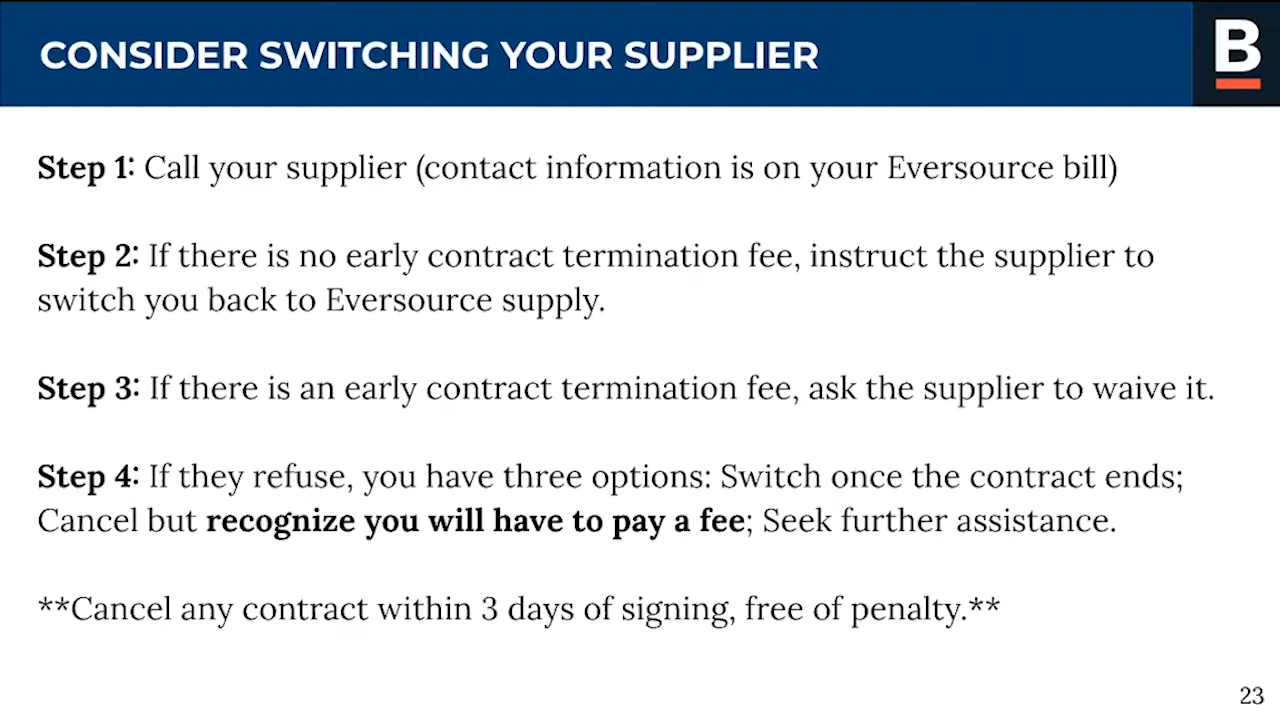 CONSIDER SWITCHING YOUR SUPPLIER
B
Step 1: Call your supplier (contact information is on your Eversource bill)
Step 2: If there is no early contract termination fee, instruct the supplier to
switch you back to Eversource supply.
Step 3: If there is an early contract termination fee, ask the supplier to waive it.
Step 4: If they refuse, you have three options: Switch once the contract ends;
Cancel but recognize you will have to pay a fee; Seek further assistance.
**Cancel any contract within 3 days of signing, free of penalty.**
23